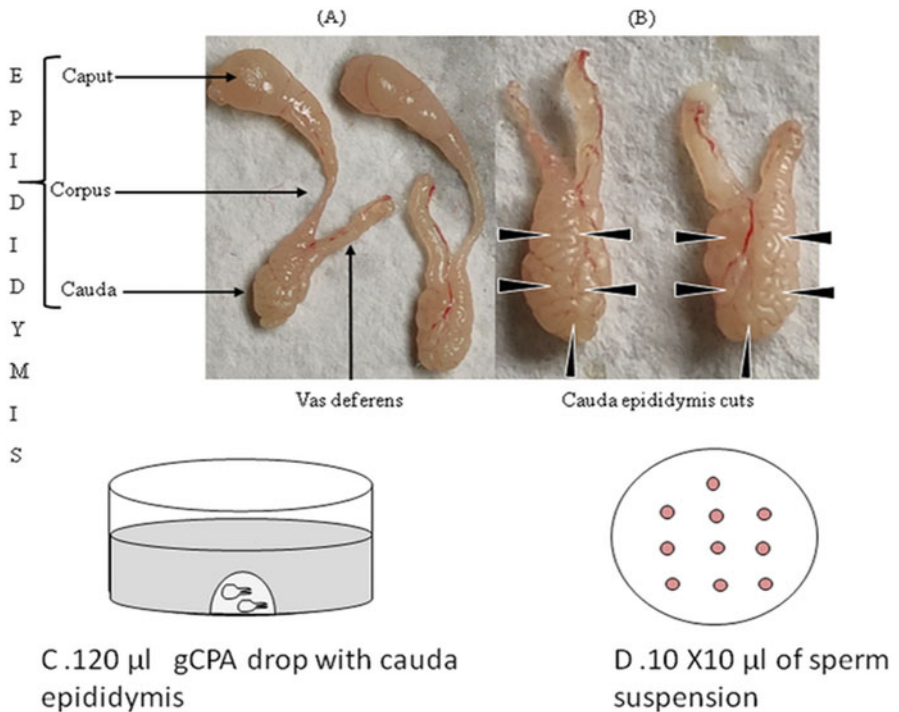 (A)
(B)
E
P
I
D
I
D
Y
M
I
S
Caput
Corpus
Cauda
Vas deferens
Cauda epididymis cuts
C .120 µl gCPA drop with cauda
epididymis
D .10 X10 µl of sperm
suspension